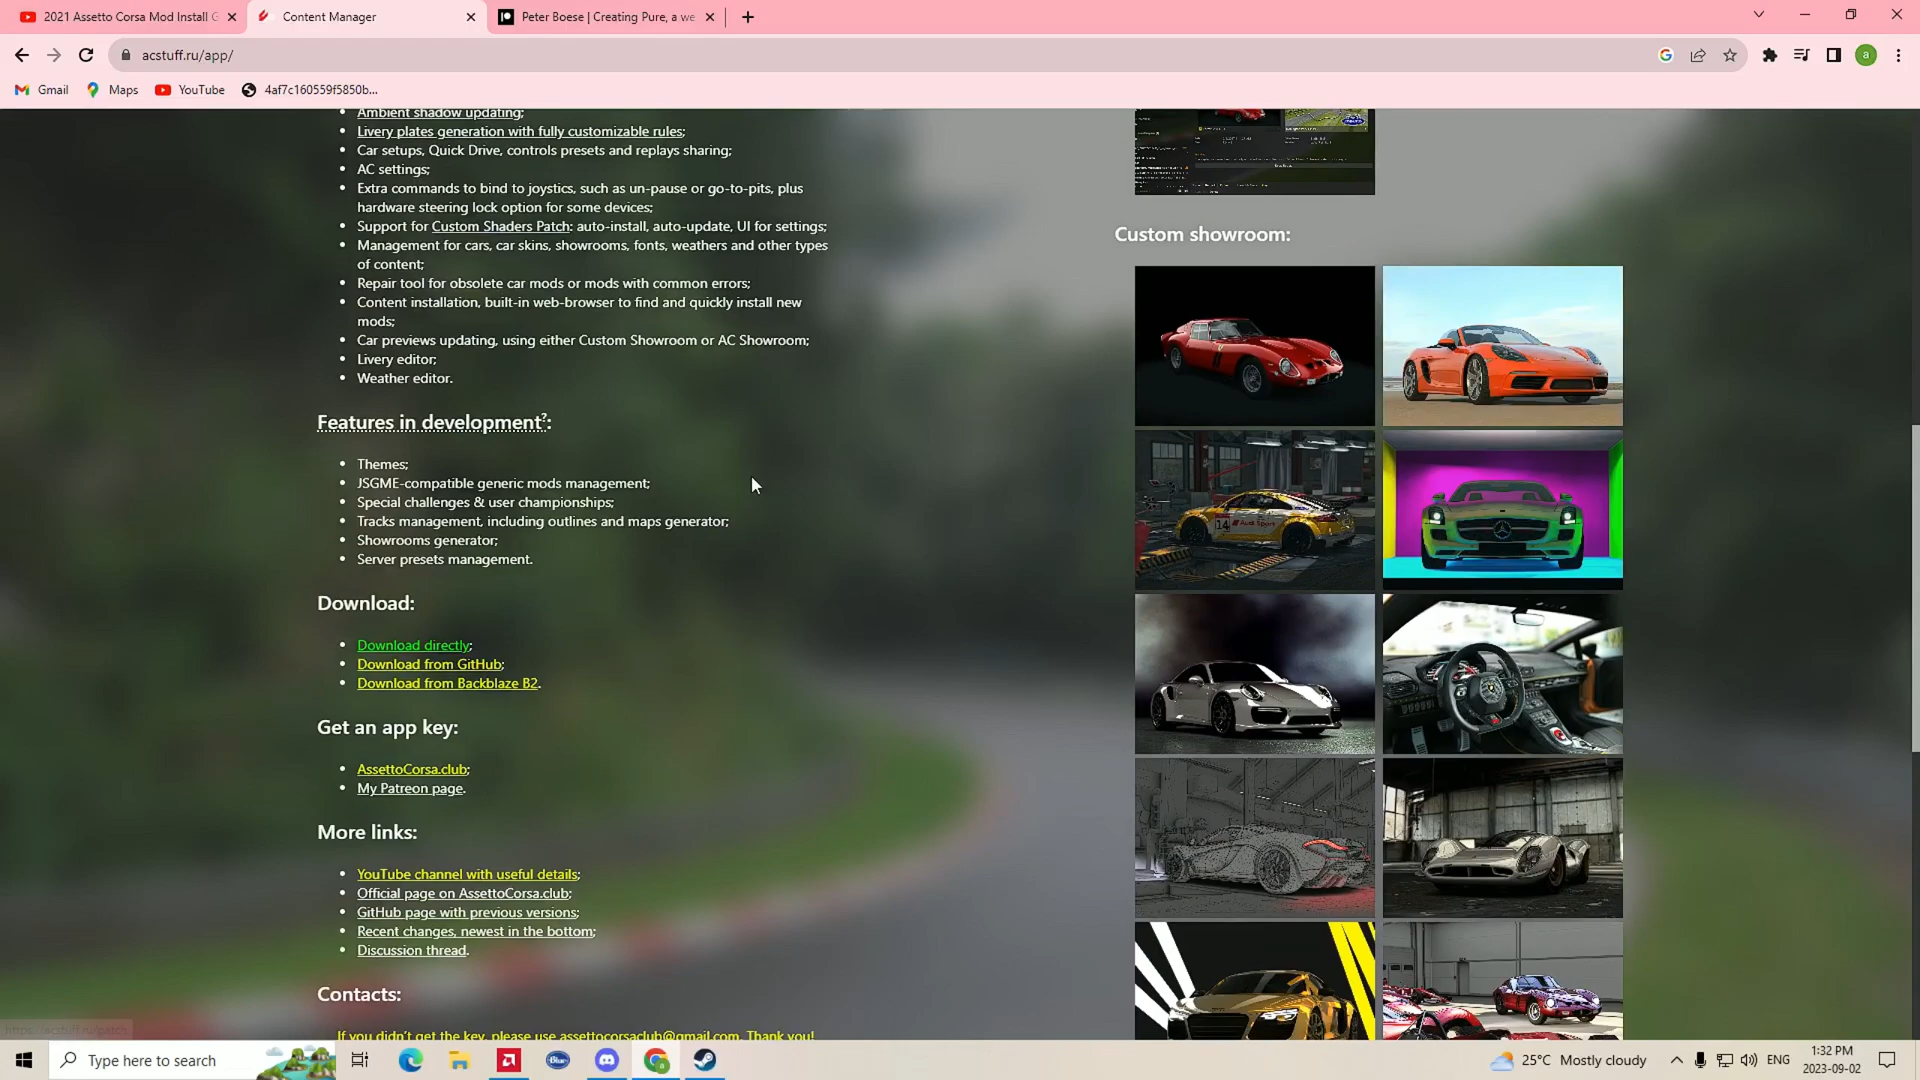 2021 Assetto Corsa Mod Install G
Content Manager
Peter Boese | Creating Pure, a we
acstuff.ru/app/
a
Gmail
Maps
YouTube
4af7c160559f5850b...
Ambient shadow updating;
Livery plates generation with fully customizable rules;
Car setups, Quick Drive, controls presets and replays sharing;
AC settings;
Extra commands to bind to joystics, such as un-pause or go-to-pits, plus
hardware steering lock option for some devices;
Support for Custom Shaders Patch: auto-install, auto-update, UI for settings;
Management for cars, car skins, showrooms, fonts, weathers and other types
of content;
Repair tool for obsolete car mods or mods with common errors;
Content installation, built-in web-browser to find and quickly install new
mods;
Car previews updating, using either Custom Showroom or AC Showroom;
Livery editor;
Weather editor.
Features in development?:
Themes;
JSGME-compatible generic mods management;
Special challenges & user championships;
Tracks management, including outlines and maps generator;
Showrooms generator;
Server presets management.
Download:
Download directly;
Download from GitHub;
Download from Backblaze B2.
Get an app key:
AssettoCorsa.club;
My Patreon page.
More links:
YouTube channel with useful details;
Official page on AssettoCorsa.club;
GitHub page with previous versions;
Recent changes, newest in the bottom;
Discussion thread.
Contacts:
If you didn't get the key, please use assettocorsaclub@gmail.com. Thank you!
Custom showroom:
14
Audi Sport
https://acstuff.ru/patch
Type here to search
25°C Mostly cloudy
ENG
1:32 PM
2023-09-02